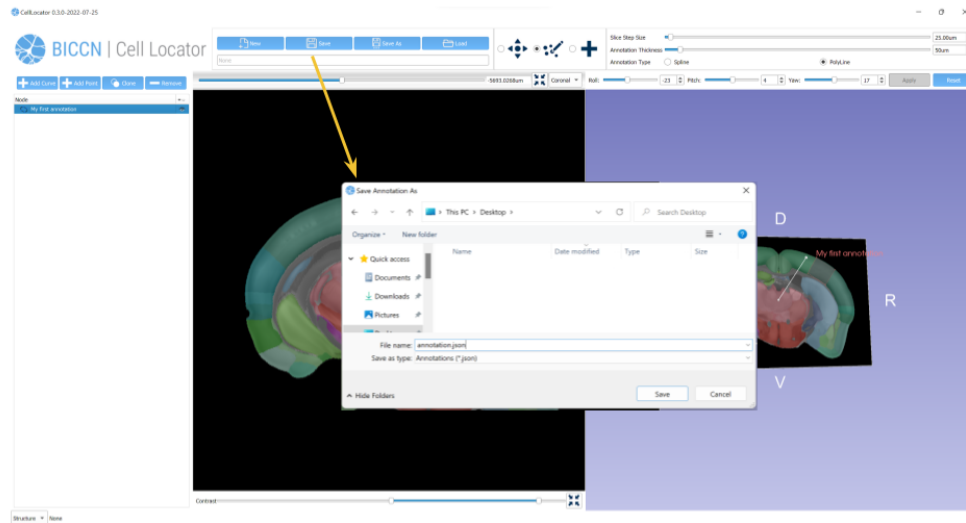 CellLocator 0.3.0-2022-07-25
BICCN | Cell Locator
New Save Save As Load
None
Slice Step Size 25.00um
Annotation Thickness 50um
Annotation Type Spline PolyLine
Add Curve Add Point Clone Remove
Coronal Roll: -23 Pitch: 4 Yaw: 17 Apply Reset
Node
My first annotation
Save Annotation As
This PC > Desktop > Search Desktop
Organize New folder
Name Date modified Type Size
Quick access
Documents
Downloads
Pictures
File name: annotation.json
Save as type: Annotations (*.json)
Hide Folders Save Cancel
D
My first annotation
R
V
Contrast
Structure None